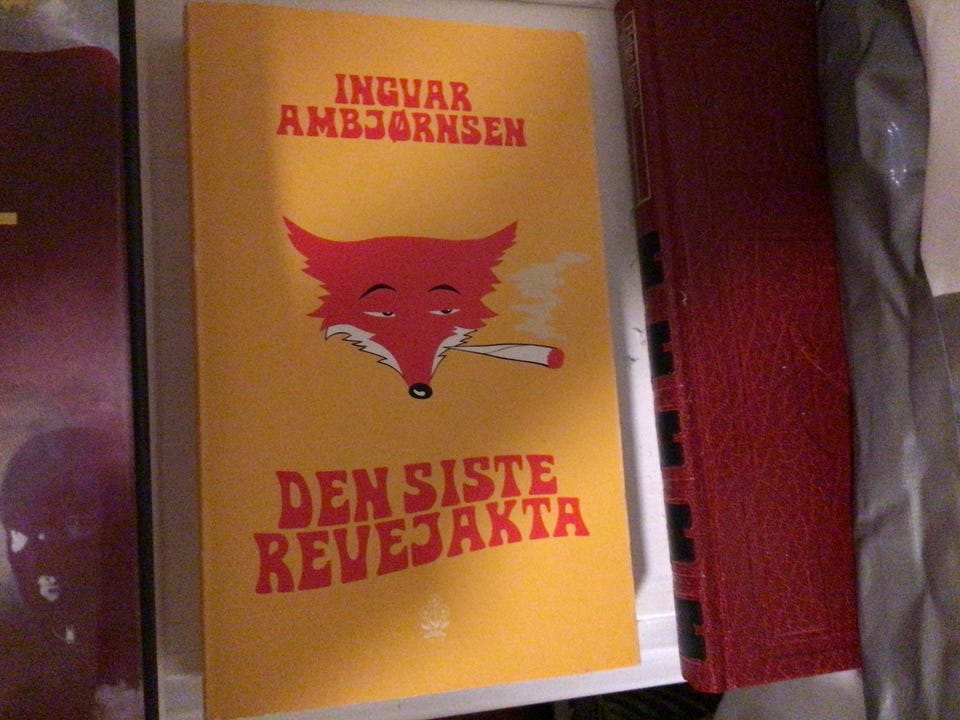 INGVAR
AMBJØRNSEN
DEN SISTE
REVEJAKTA